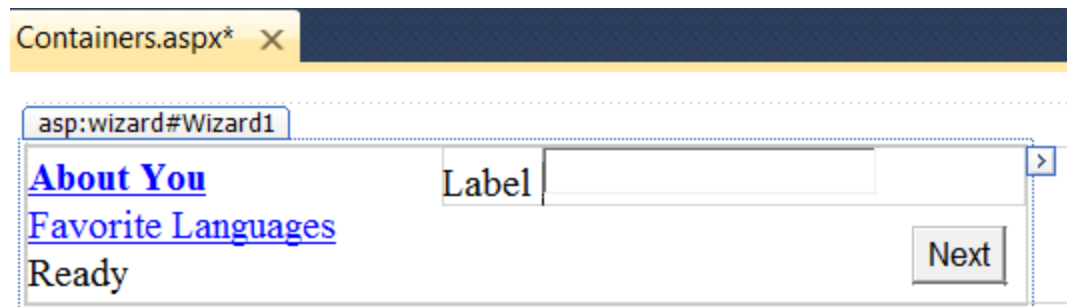 Containers.aspx*
asp:wizard#Wizard1
About You
Label
Favorite Languages
Next
Ready